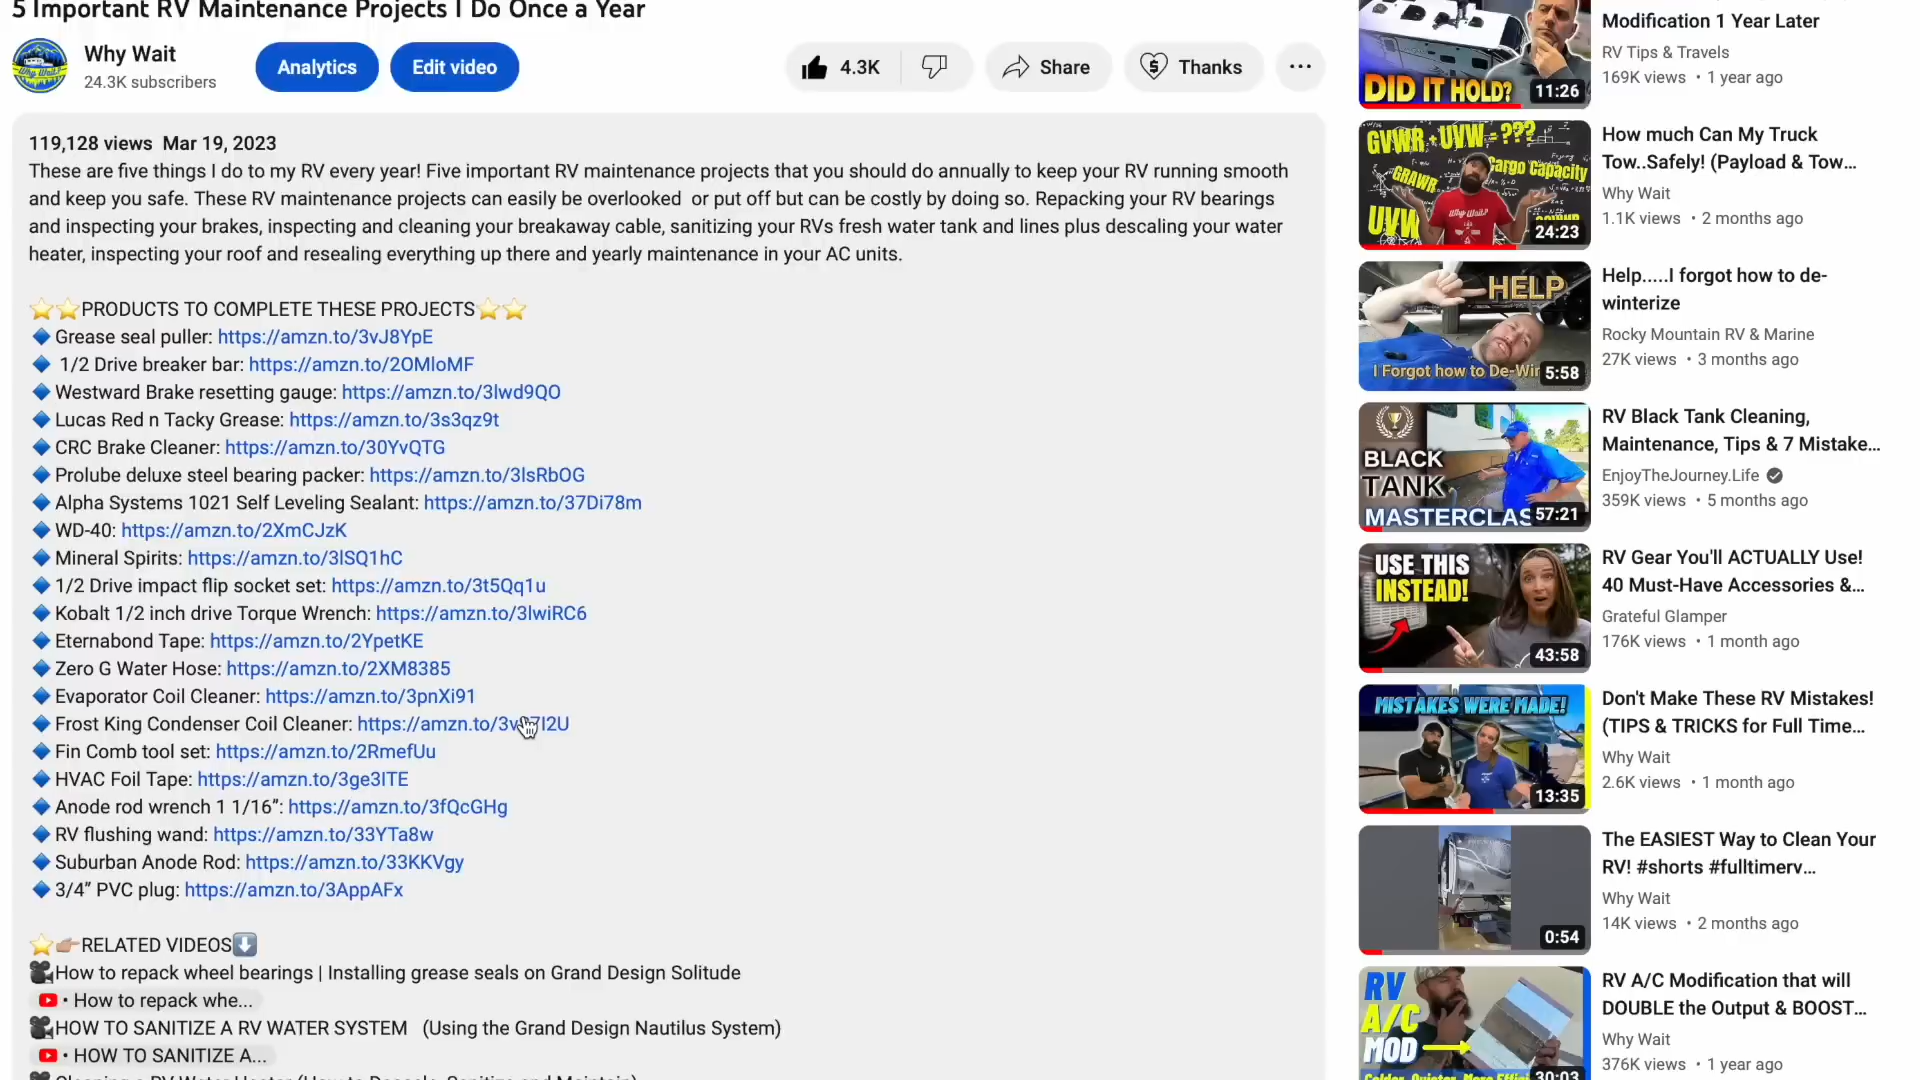 5 Important RV Maintenance Projects I Do Once a Year
Why Wait
24.3K subscribers
Analytics
Edit video
4.3K
Share
Thanks
119,128 views Mar 19, 2023
These are five things I do to my RV every year! Five important RV maintenance projects that you should do annually to keep your RV running smooth
and keep you safe. These RV maintenance projects can easily be overlooked or put off but can be costly by doing so. Repacking your RV bearings
and inspecting your brakes, inspecting and cleaning your breakaway cable, sanitizing your RVs fresh water tank and lines plus descaling your water
heater, inspecting your roof and resealing everything up there and yearly maintenance in your AC units.
⭐⭐PRODUCTS TO COMPLETE THESE PROJECTS⭐⭐
🔷 Grease seal puller: https://amzn.to/3vJ8YpE
🔷 1/2 Drive breaker bar: https://amzn.to/2OMloMF
🔷 Westward Brake resetting gauge: https://amzn.to/3lwd9QO
🔷 Lucas Red n Tacky Grease: https://amzn.to/3s3qz9t
🔷 CRC Brake Cleaner: https://amzn.to/30YvQTG
🔷 Prolube deluxe steel bearing packer: https://amzn.to/3lsRbOG
🔷 Alpha Systems 1021 Self Leveling Sealant: https://amzn.to/37Di78m
🔷 WD-40: https://amzn.to/2XmCJzK
🔷 Mineral Spirits: https://amzn.to/3lSQ1hC
🔷 1/2 Drive impact flip socket set: https://amzn.to/3t5Qq1u
🔷 Kobalt 1/2 inch drive Torque Wrench: https://amzn.to/3lwiRC6
🔷 Eternabond Tape: https://amzn.to/2YpetKE
🔷 Zero G Water Hose: https://amzn.to/2XM8385
🔷 Evaporator Coil Cleaner: https://amzn.to/3pnXi91
🔷 Frost King Condenser Coil Cleaner:
🔷 Fin Comb tool set: https://amzn.to/2RmefUu
🔷 HVAC Foil Tape: https://amzn.to/3ge3ITE
🔷 Anode rod wrench 1 1/16”: https://amzn.to/3fQcGHg
🔷 RV flushing wand: https://amzn.to/33YTa8w
🔷 Suburban Anode Rod: https://amzn.to/33KKVgy
🔷 3/4” PVC plug: https://amzn.to/3AppAFx
⭐👉🏼RELATED VIDEOS⬇️
🎥How to repack wheel bearings | Installing grease seals on Grand Design Solitude
• How to repack whe...
🎥HOW TO SANITIZE A RV WATER SYSTEM (Using the Grand Design Nautilus System)
• HOW TO SANITIZE A...
DID IT HOLD?
11:26
Modification 1 Year Later
RV Tips & Travels
169K views • 1 year ago
GVWR + UVW = ???
GRAWR
Cargo Capacity
UVW
24:23
How much Can My Truck
Tow..Safely! (Payload & Tow...
Why Wait
1.1K views • 2 months ago
HELP
I Forgot how to De-Win
5:58
Help.....I forgot how to de-
winterize
Rocky Mountain RV & Marine
27K views • 3 months ago
BLACK
TANK
MASTERCLAS
57:21
RV Black Tank Cleaning,
Maintenance, Tips & 7 Mistake...
EnjoyTheJourney.Life
359K views • 5 months ago
USE THIS
INSTEAD!
43:58
RV Gear You'll ACTUALLY Use!
40 Must-Have Accessories &...
Grateful Glamper
176K views • 1 month ago
MISTAKES WERE MADE!
13:35
Don't Make These RV Mistakes!
(TIPS & TRICKS for Full Time...
Why Wait
2.6K views • 1 month ago
0:54
The EASIEST Way to Clean Your
RV! #shorts #fulltimerv...
Why Wait
14K views • 2 months ago
RV
A/C
MOD
30:03
RV A/C Modification that will
DOUBLE the Output & BOOST...
Why Wait
376K views • 1 year ago